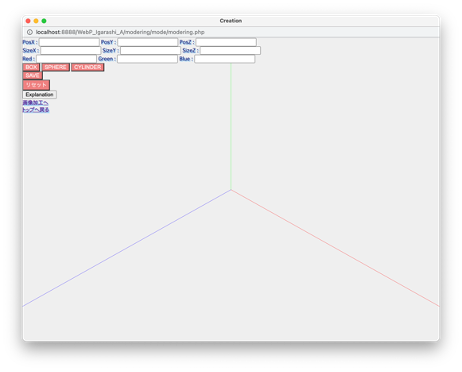 Creation
localhost:8888/WebP_Igarashi_A/modering/mode/modering.php
PosX : PosY : PosZ :
SizeX : SizeY : SizeZ :
Red : Green : Blue :
BOX SPHERE CYLINDER
SAVE
リセット
Explanation
画像加工へ
トップへ戻る